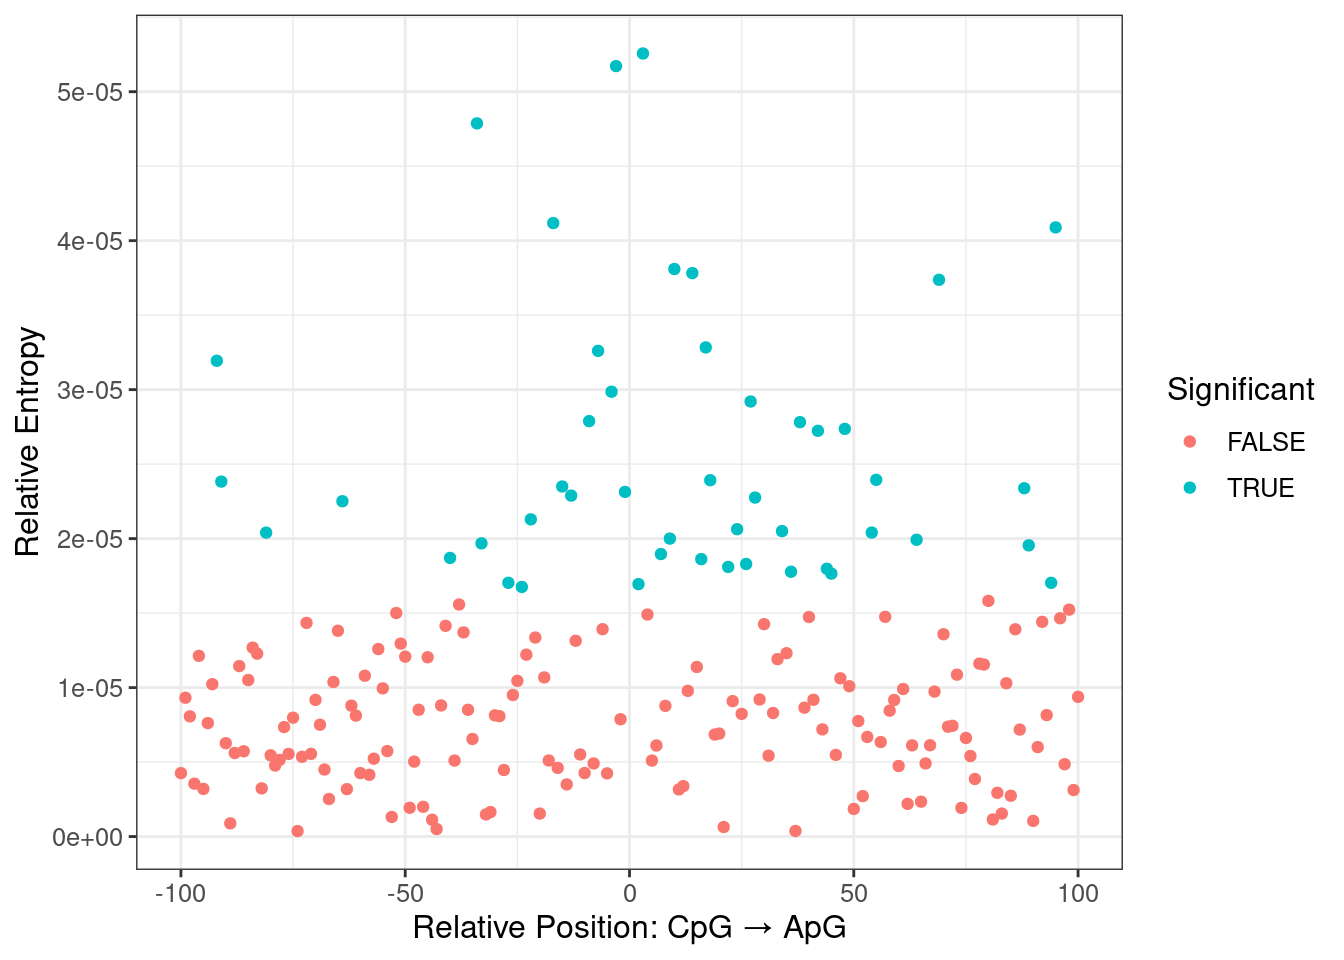 5e-05
4e-05
3e-05
2e-05
1e-05
0e+00
Relative Entropy
-100
-50
0
50
100
Relative Position: CpG → ApG
Significant
FALSE
TRUE